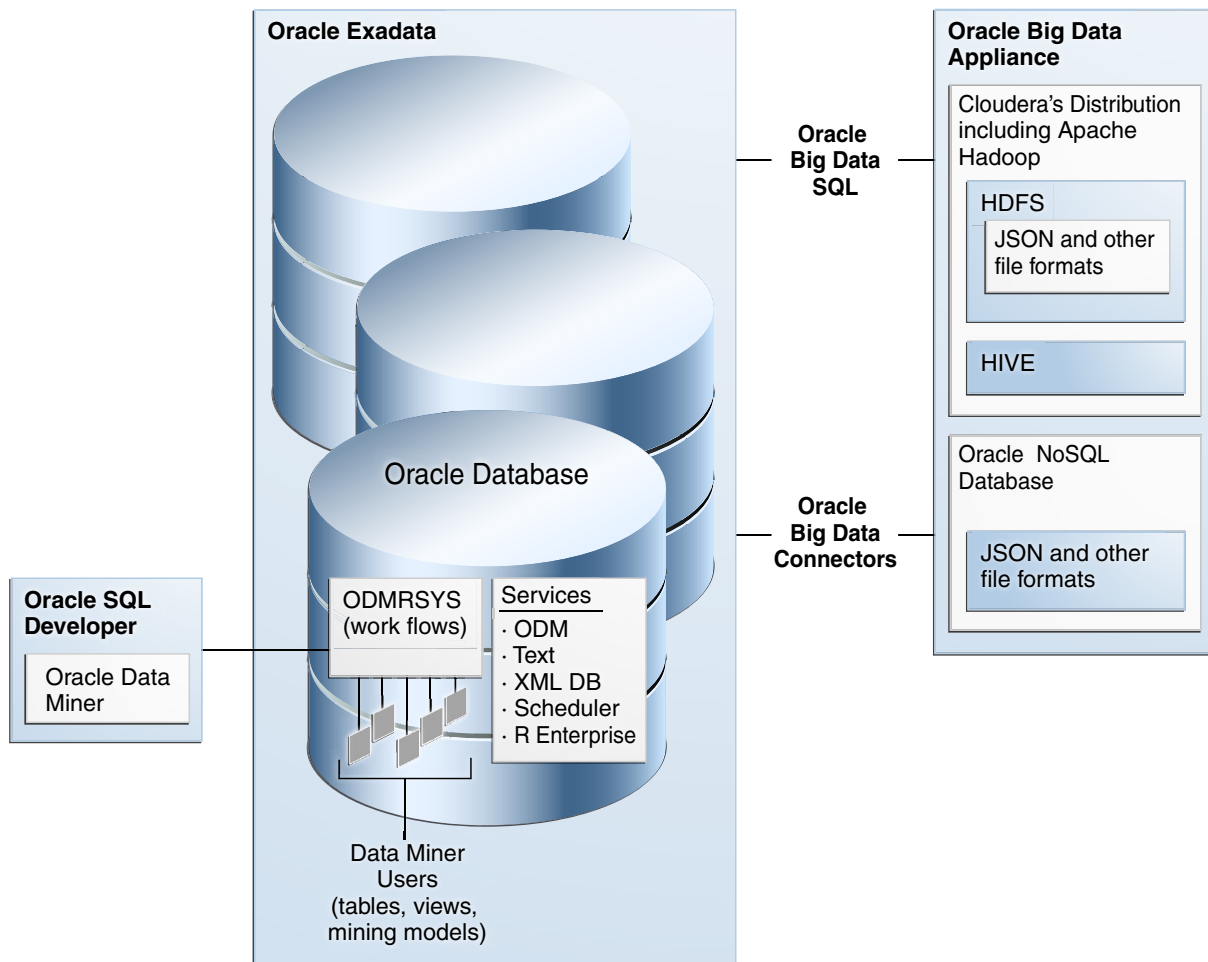 Oracle Exadata
Oracle Database
ODMRSYS
(work flows)
Services
· ODM
· Text
· XML DB
· Scheduler
· R Enterprise
Data Miner
Users
(tables, views,
mining models)
Oracle SQL
Developer
Oracle Data
Miner
Oracle
Big Data
SQL
Oracle
Big Data
Connectors
Oracle Big Data
Appliance
Cloudera's Distribution
including Apache
Hadoop
HDFS
JSON and other
file formats
HIVE
Oracle NoSQL
Database
JSON and other
file formats